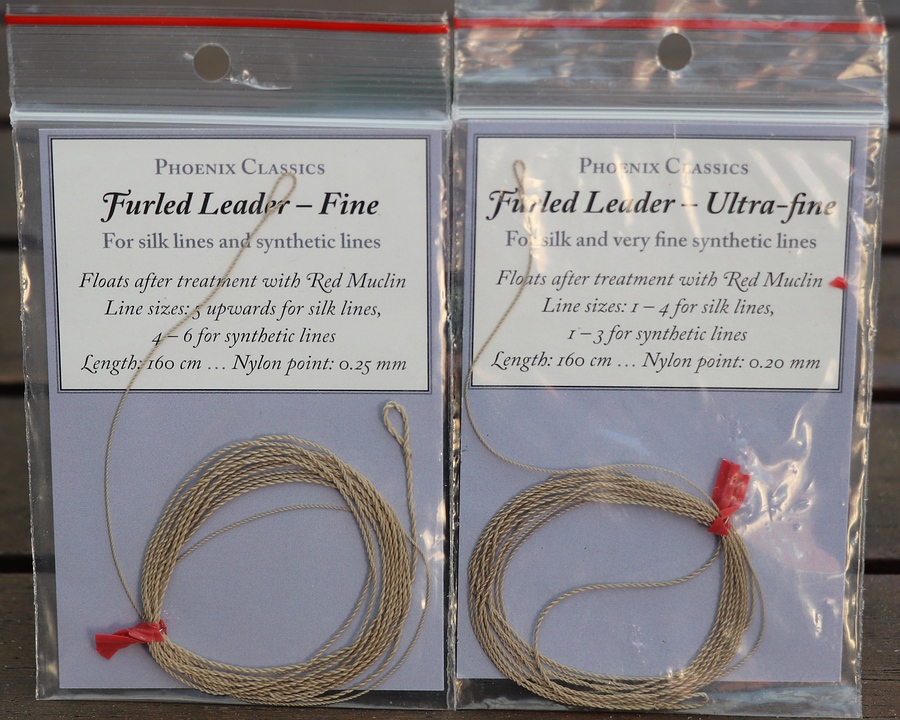 Phoenix Classics
Furled Leader – Fine
For silk lines and synthetic lines
Floats after treatment with Red Muclin
Line sizes: 5 upwards for silk lines,
4 – 6 for synthetic lines
Length: 160 cm … Nylon point: 0.25 mm
Phoenix Classics
Furled Leader – Ultra-fine
For silk and very fine synthetic lines
Floats after treatment with Red Muclin
Line sizes: 1 – 4 for silk lines,
1 – 3 for synthetic lines
Length: 160 cm … Nylon point: 0.20 mm